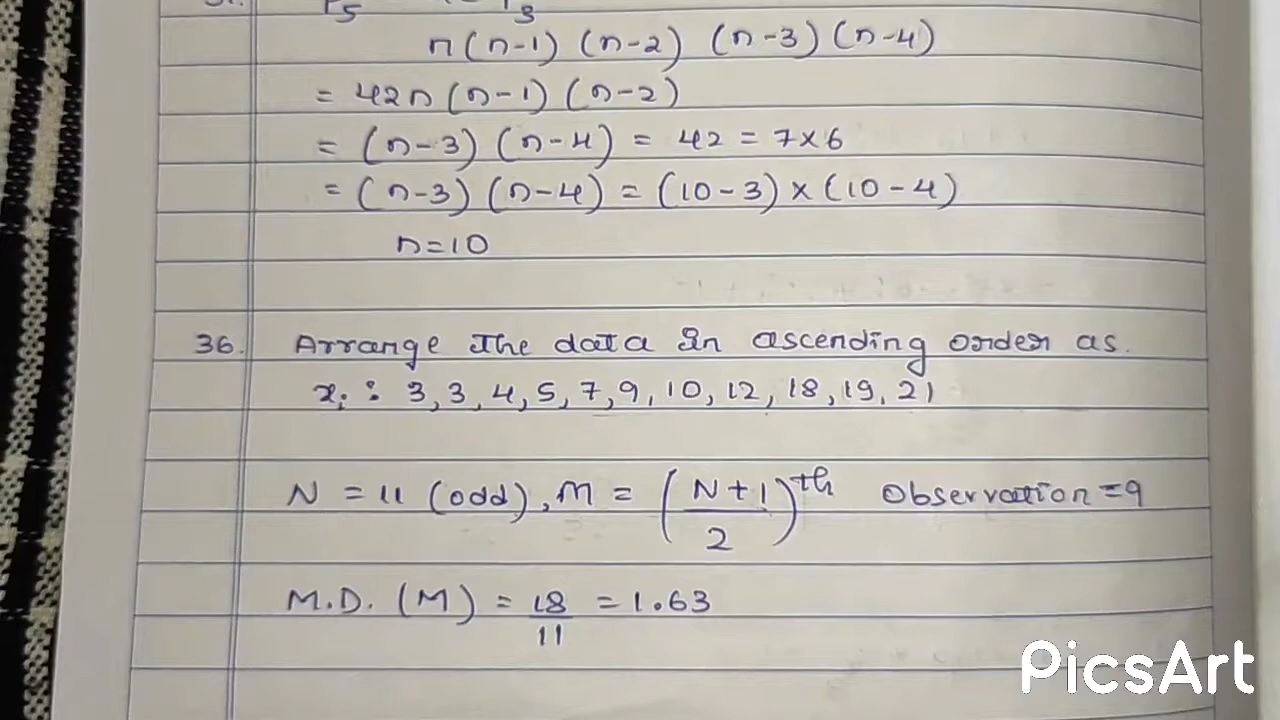 P5 P3
n(n-1) (n-2) (n-3) (n-4)
= 42n (n-1) (n-2)
= (n-3) (n-4) = 42 = 7×6
= (n-3) (n-4) = (10-3) × (10-4)
n=10
36. Arrange the data In ascending order as.
xi : 3, 3, 4, 5, 7, 9, 10, 12, 18, 19, 21
N = 11 (odd), M = (N+1/2)th Observation = 9
M.D. (M) = 18/11 = 1.63
PicsArt